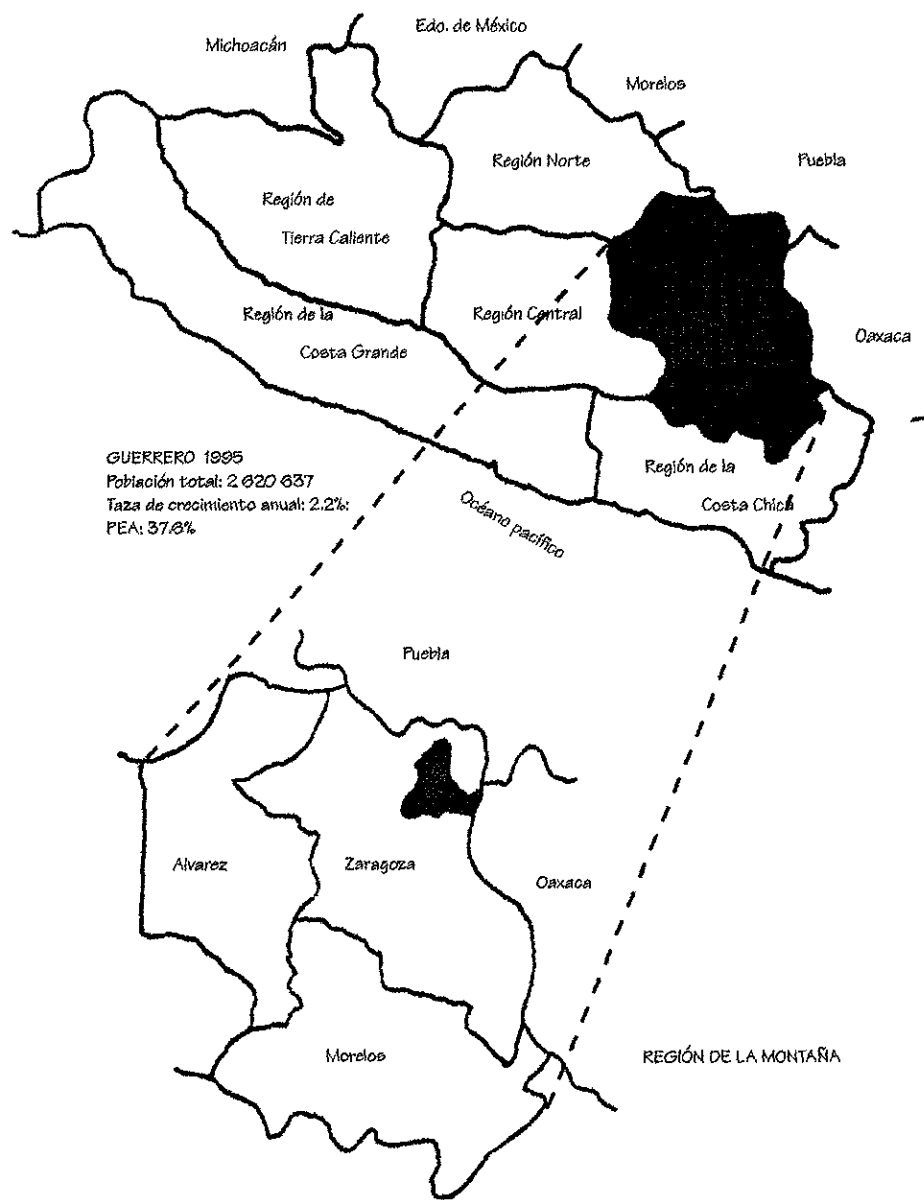 Edo. de México
Michoacán
Morelos
Región Norte
Puebla
Región de
Tierra Caliente
Región de la
Región Central
Costa Grande
Oaxaca
GUERRERO 1995
Población total: 2 620 637
Taza de crecimiento anual: 2.2%:
PEA: 37.6%
Región de la
Costa Chica
Océano pacífico
Puebla
Alvarez
Zaragoza
Oaxaca
Morelos
REGIÓN DE LA MONTAÑA